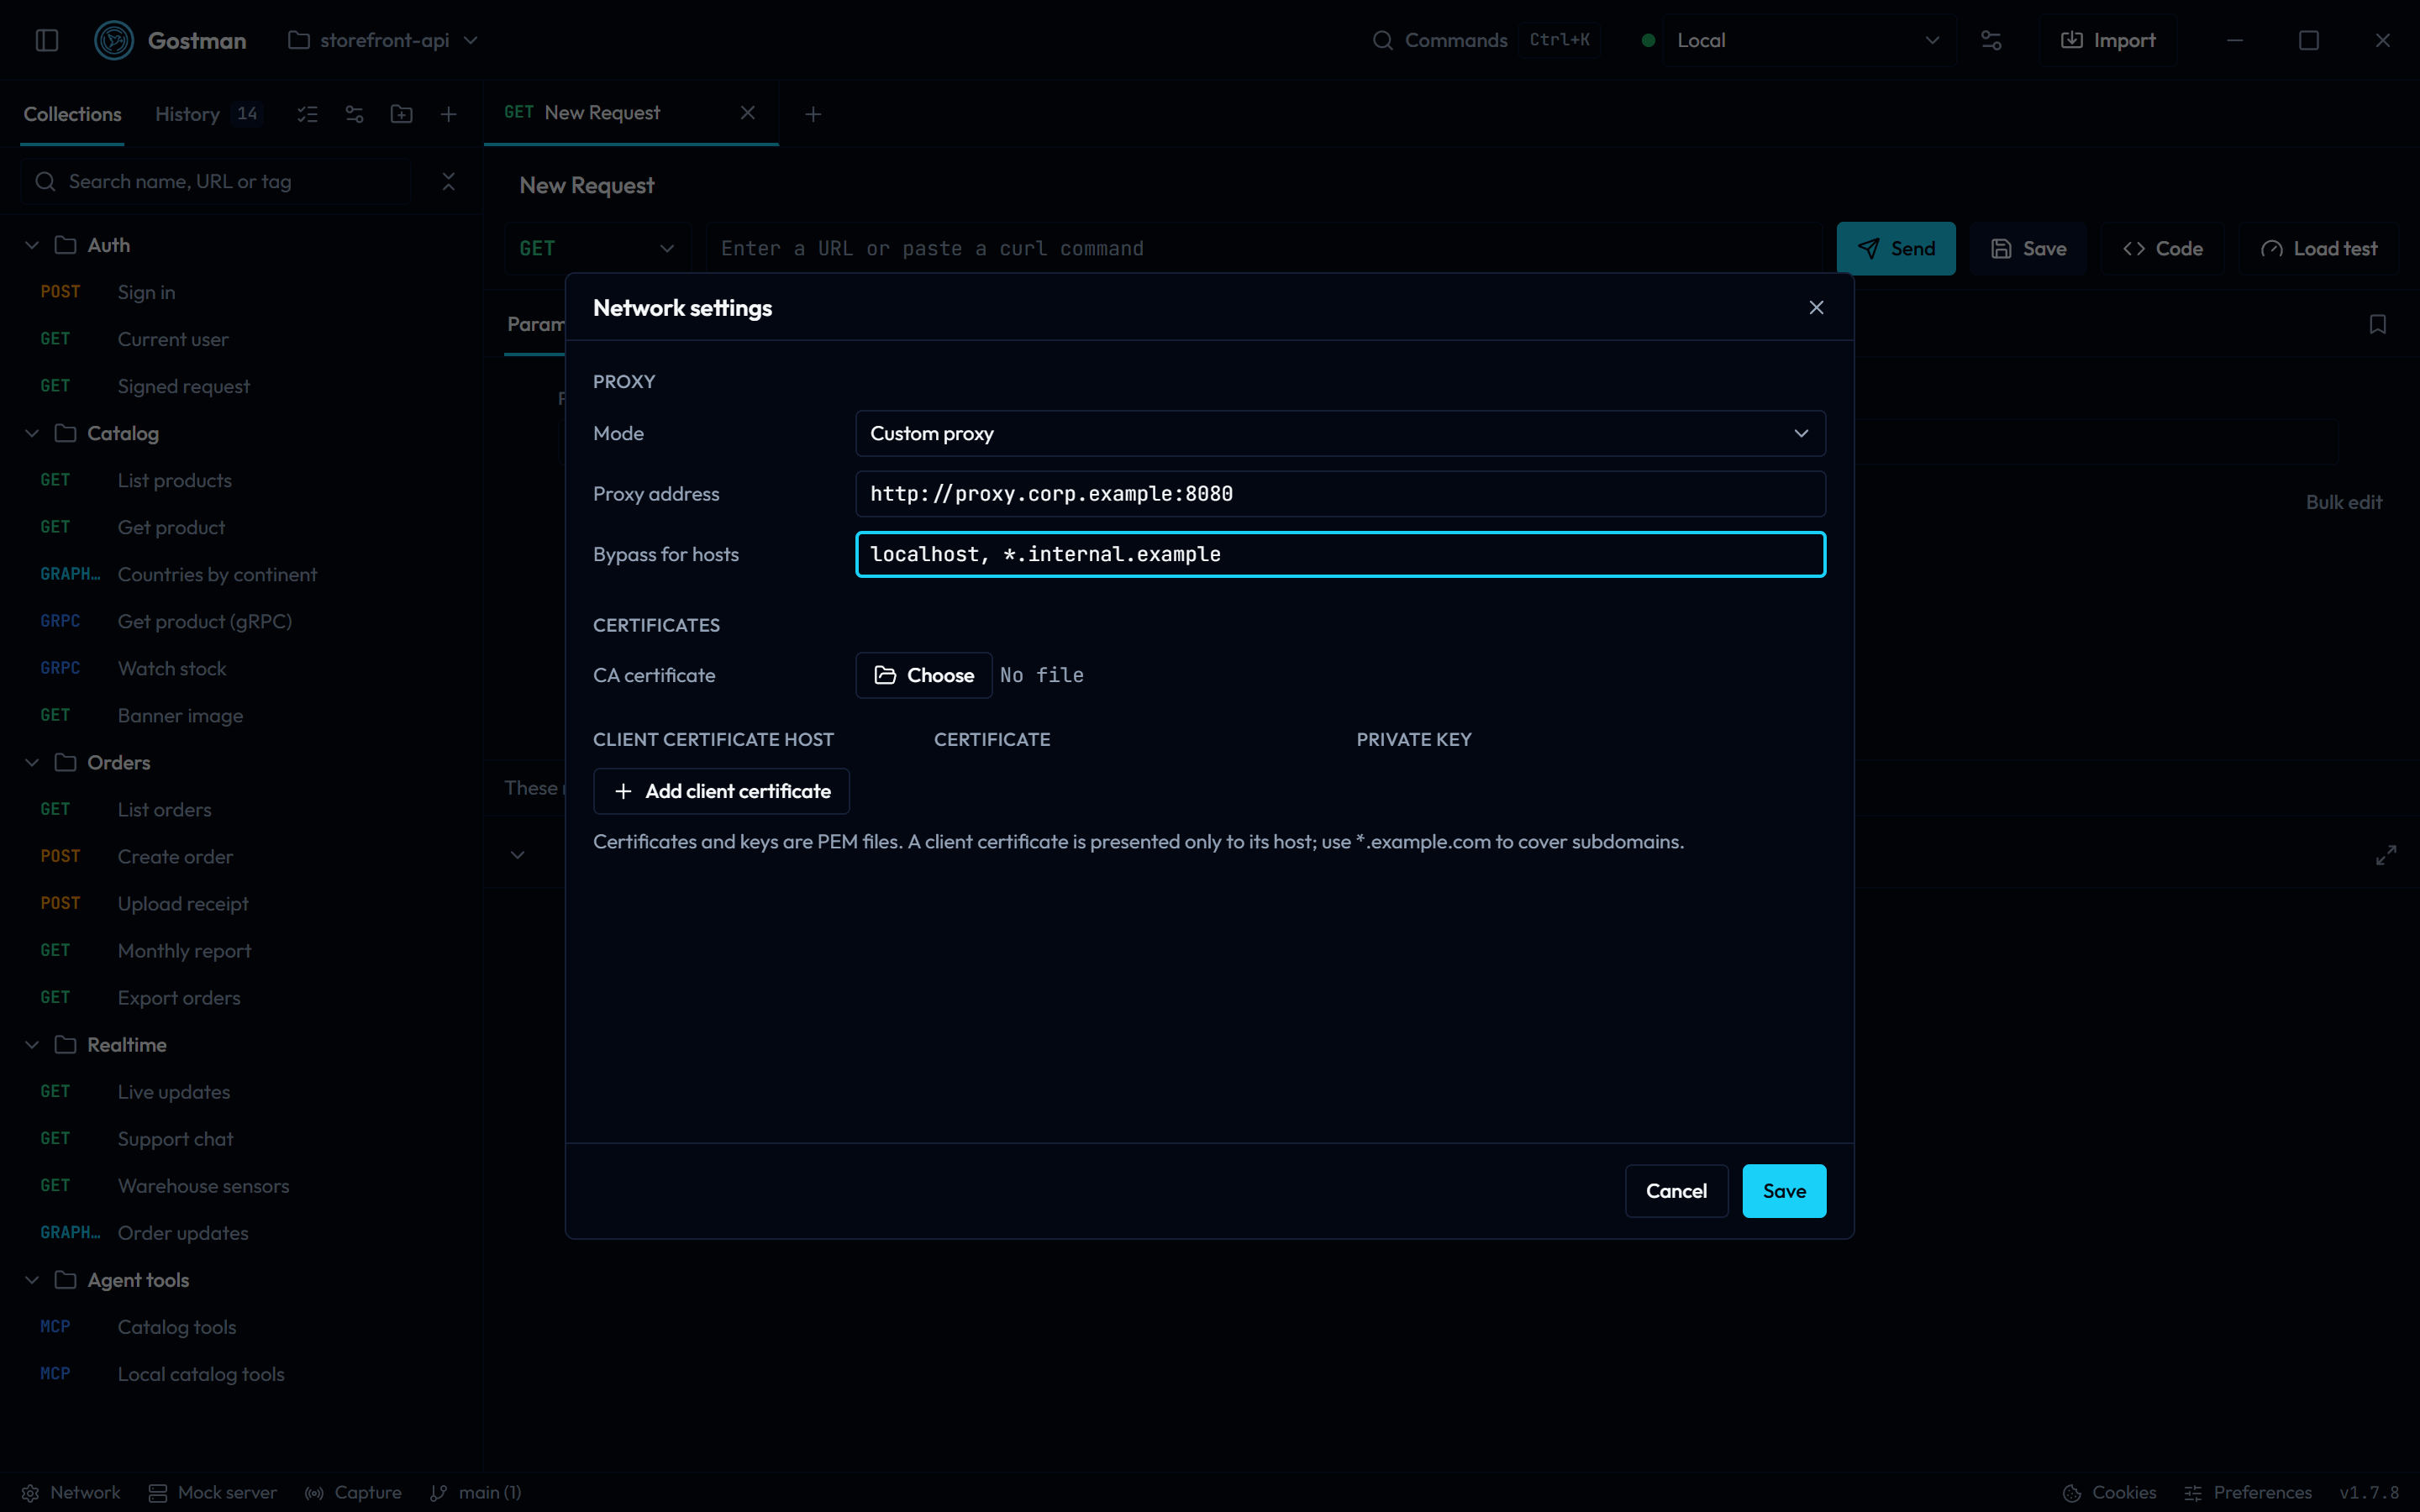 Gostman
storefront-api
Commands Ctrl+K
Local
Import
Collections
History 14
GET New Request
Search name, URL or tag
New Request
GET
Enter a URL or paste a curl command
Send
Save
Code
Load test
Auth
POST Sign in
GET Current user
GET Signed request
Catalog
GET List products
GET Get product
GRAPH… Countries by continent
GRPC Get product (gRPC)
GRPC Watch stock
GET Banner image
Orders
GET List orders
POST Create order
POST Upload receipt
GET Monthly report
GET Export orders
Realtime
GET Live updates
GET Support chat
GET Warehouse sensors
GRAPH… Order updates
Agent tools
MCP Catalog tools
MCP Local catalog tools
Param
Bulk edit
These
Network settings
PROXY
Mode Custom proxy
Proxy address http://proxy.corp.example:8080
Bypass for hosts localhost, *.internal.example
CERTIFICATES
CA certificate Choose No file
CLIENT CERTIFICATE HOST CERTIFICATE PRIVATE KEY
Add client certificate
Certificates and keys are PEM files. A client certificate is presented only to its host; use *.example.com to cover subdomains.
Cancel
Save
Network
Mock server
Capture
main (1)
Cookies
Preferences
v1.7.8